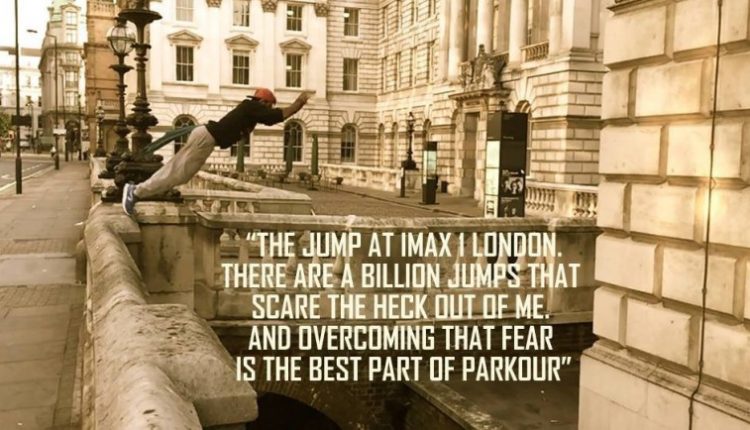 “THE JUMP AT IMAX 1 LONDON.
THERE ARE A BILLION JUMPS THAT
SCARE THE HECK OUT OF ME.
AND OVERCOMING THAT FEAR
IS THE BEST PART OF PARKOUR”